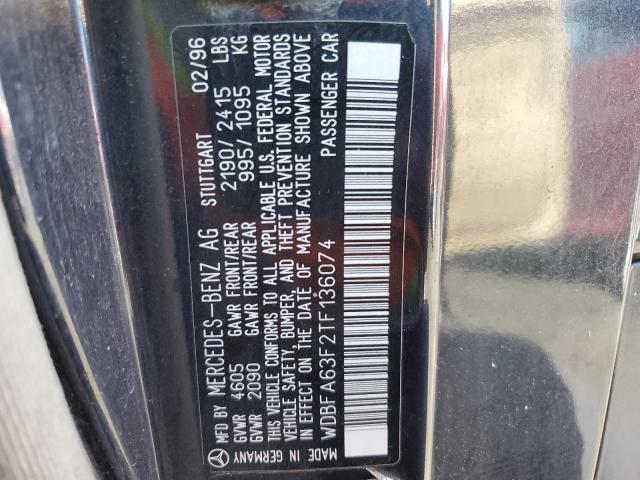 MFD BY MERCEDES-BENZ AG STUTTGART 02/96
GVWR 4605 GAWR FRONT/REAR 2190/2415 LBS
GVWR 2090 GAWR FRONT/REAR 995/1095 KG
THIS VEHICLE CONFORMS TO ALL APPLICABLE U.S. FEDERAL MOTOR
VEHICLE SAFETY, BUMPER, AND THEFT PREVENTION STANDARDS
IN EFFECT ON THE DATE OF MANUFACTURE SHOWN ABOVE
WDBFA63F2TF136074 PASSENGER CAR
MADE IN GERMANY